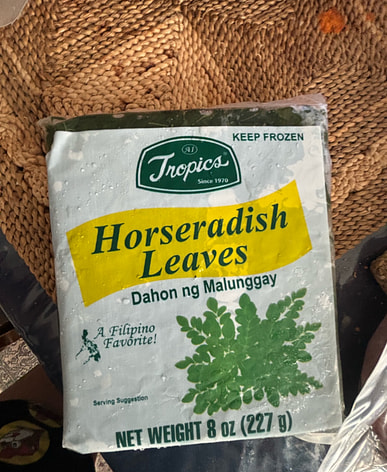 KEEP FROZEN
Tropics
Since 1970
Horseradish
Leaves
Dahon ng Malunggay
A Filipino
Favorite!
Serving Suggestion
NET WEIGHT 8 oz (227 g)